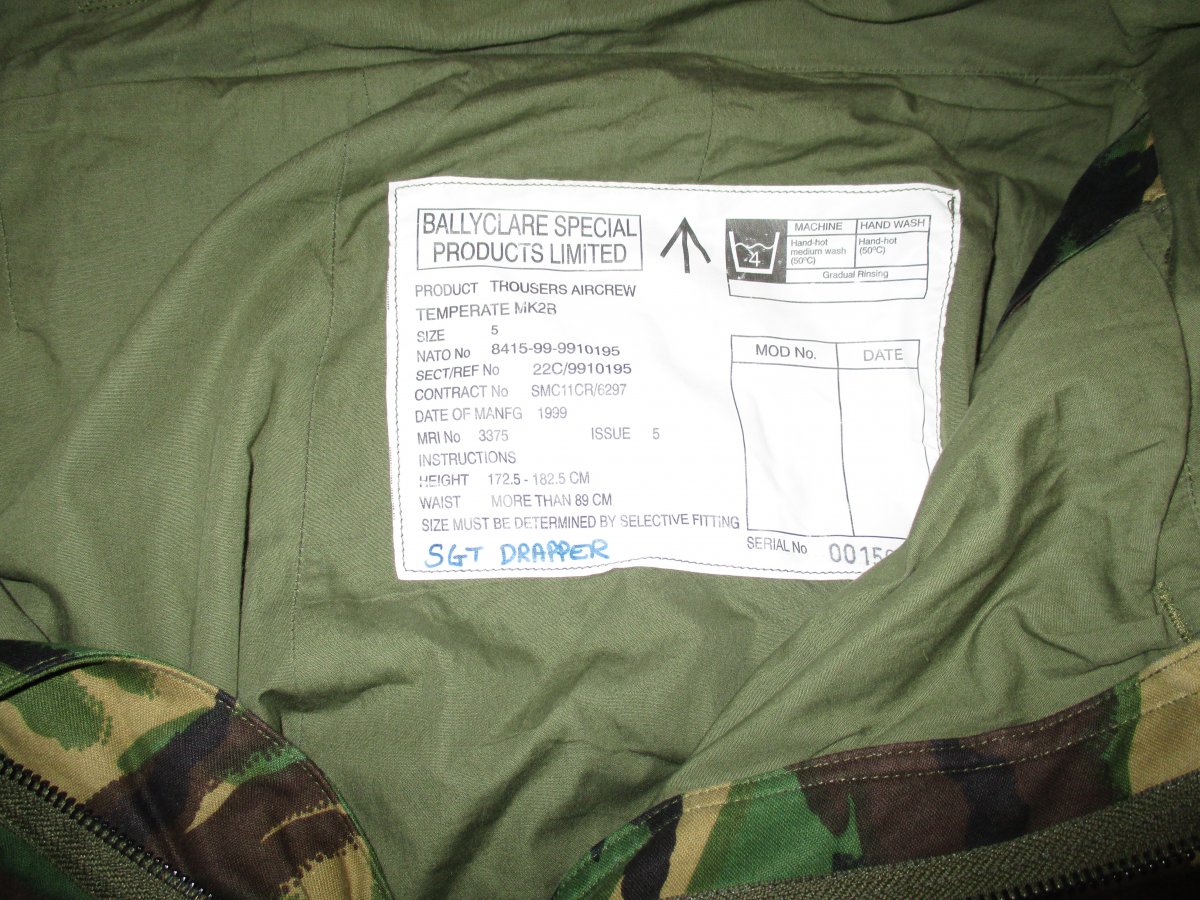 BALLYCLARE SPECIAL
PRODUCTS LIMITED
PRODUCT THOUSERS AIRCREW
TEMPERATE MK2B
SIZE 5
NATO No 8415-99-9910195
SECT/REF No 22C/9910195
CONTRACT No SMC11CR/6297
DATE OF MANFG 1999
MRI No 3375 ISSUE 5
INSTRUCTIONS
HEIGHT 172.5 - 182.5 CM
WAIST MORE THAN 89 CM
SIZE MUST BE DETERMINED BY SELECTIVE FITTING
SGT DRAPPER
4
MACHINE HAND WASH
Hand-hot
medium wash
(50°C)
Hand-hot
(50°C)
Gradual Rinsing
MOD No. DATE
SERIAL No 0015